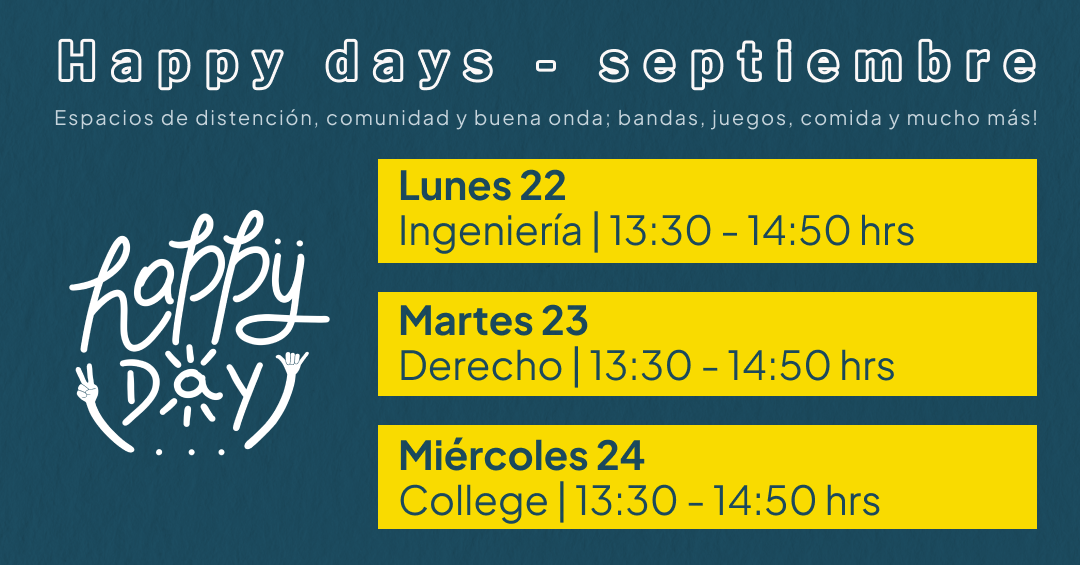 Happy days - septiembre
Espacios de distención, comunidad y buena onda; bandas, juegos, comida y mucho más!
Lunes 22
Ingeniería | 13:30 - 14:50 hrs
happy
DAY
Martes 23
Derecho | 13:30 - 14:50 hrs
Miércoles 24
College | 13:30 - 14:50 hrs